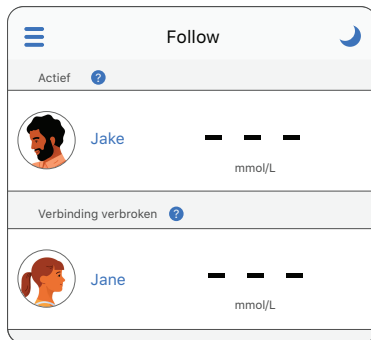 Follow
Actief ?
Jake
– – –
mmol/L
Verbinding verbroken ?
Jane
– – –
mmol/L